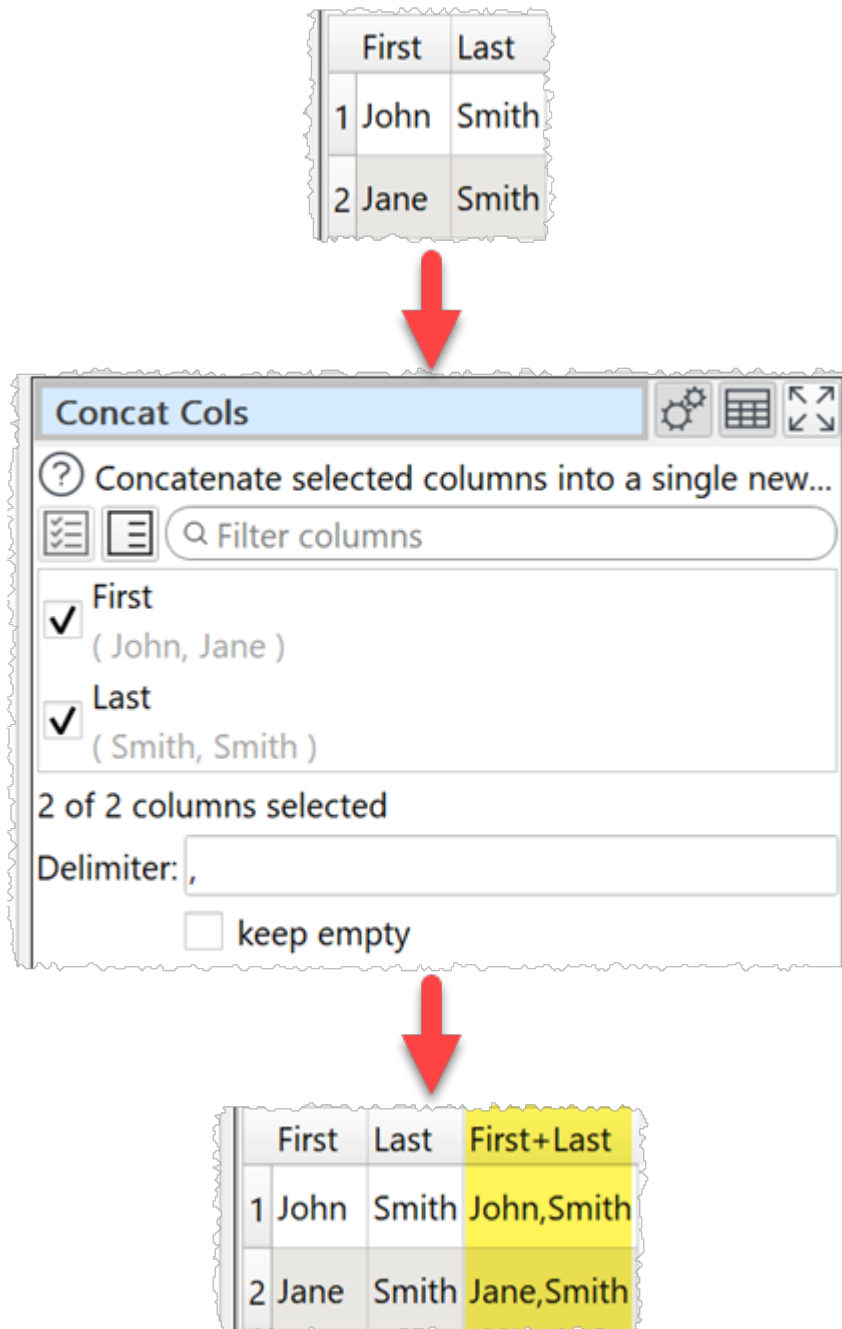 First Last
1 John Smith
2 Jane Smith
Concat Cols
? Concatenate selected columns into a single new...
Filter columns
First
( John, Jane )
Last
( Smith, Smith )
2 of 2 columns selected
Delimiter: ,
keep empty
First Last First+Last
1 John Smith John,Smith
2 Jane Smith Jane,Smith